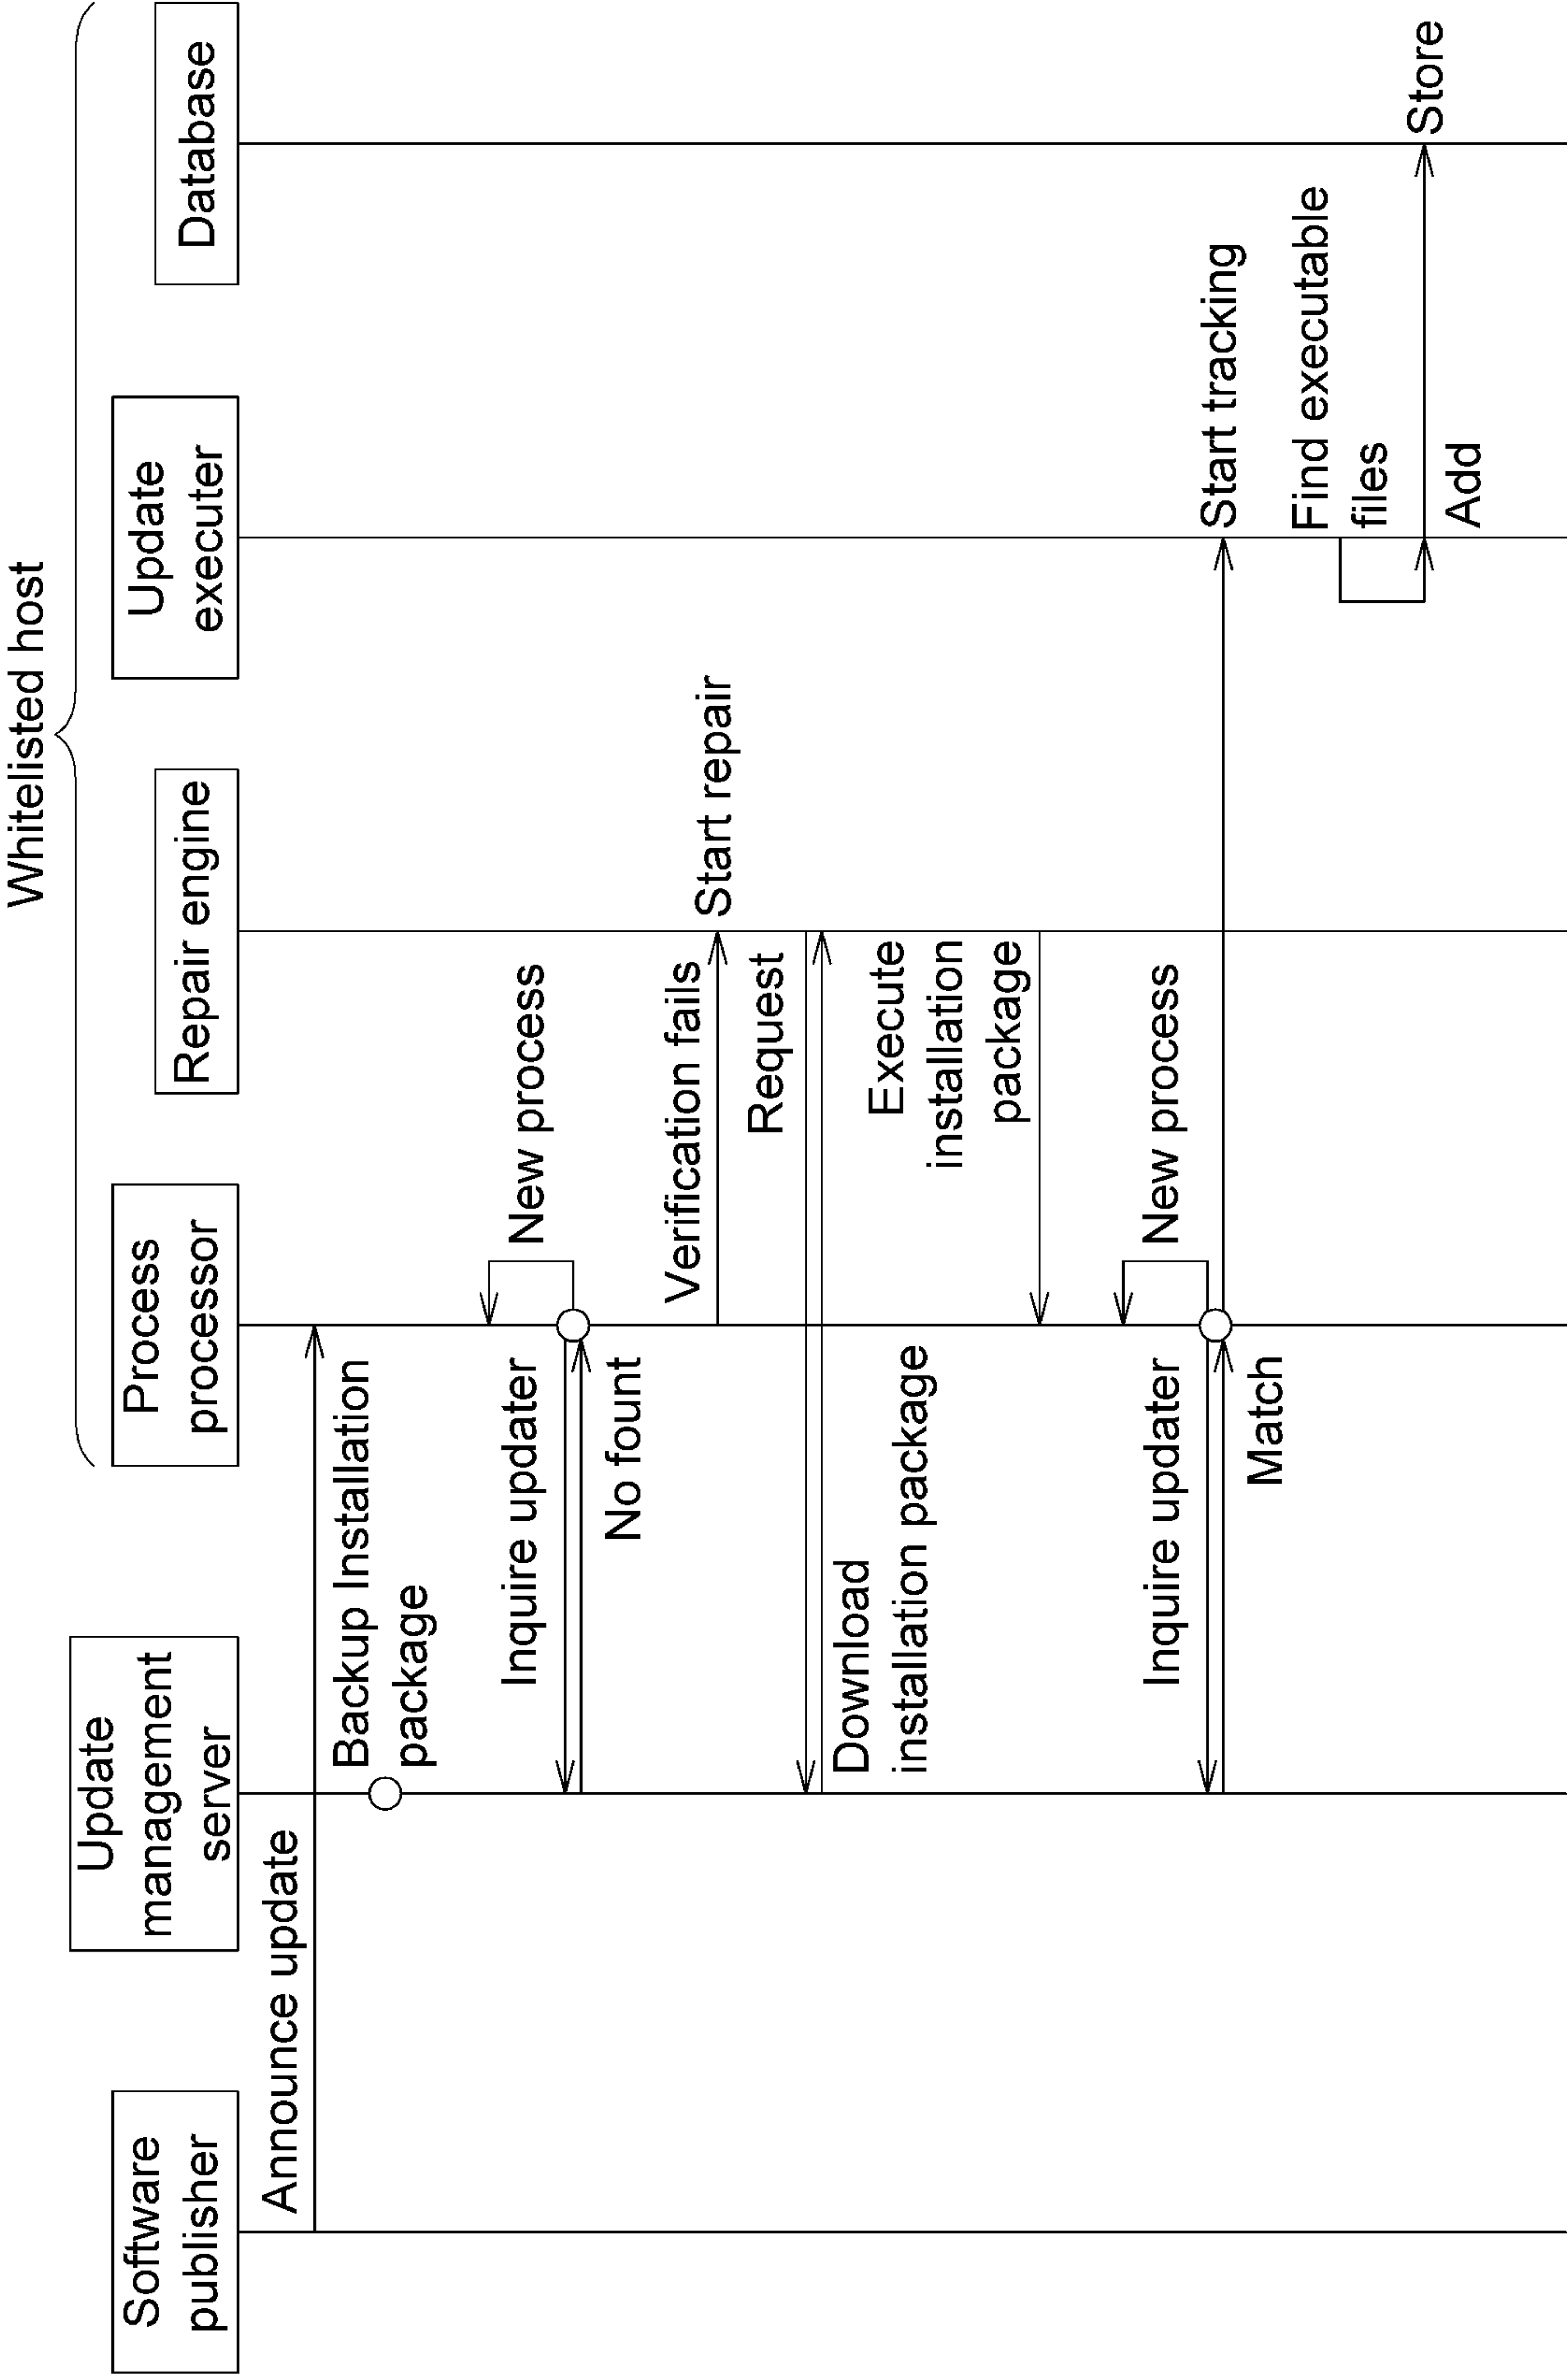 Whitelisted host
Software
publisher
Update
management
server
Process
processor
Repair engine
Update
executer
Database
Announce update
Backup Installation
package
New process
Inquire updater
No fount
Verification fails
Start repair
Request
Download
installation package
Execute
installation
package
New process
Inquire updater
Match
Start tracking
Find executable
files
Add
Store